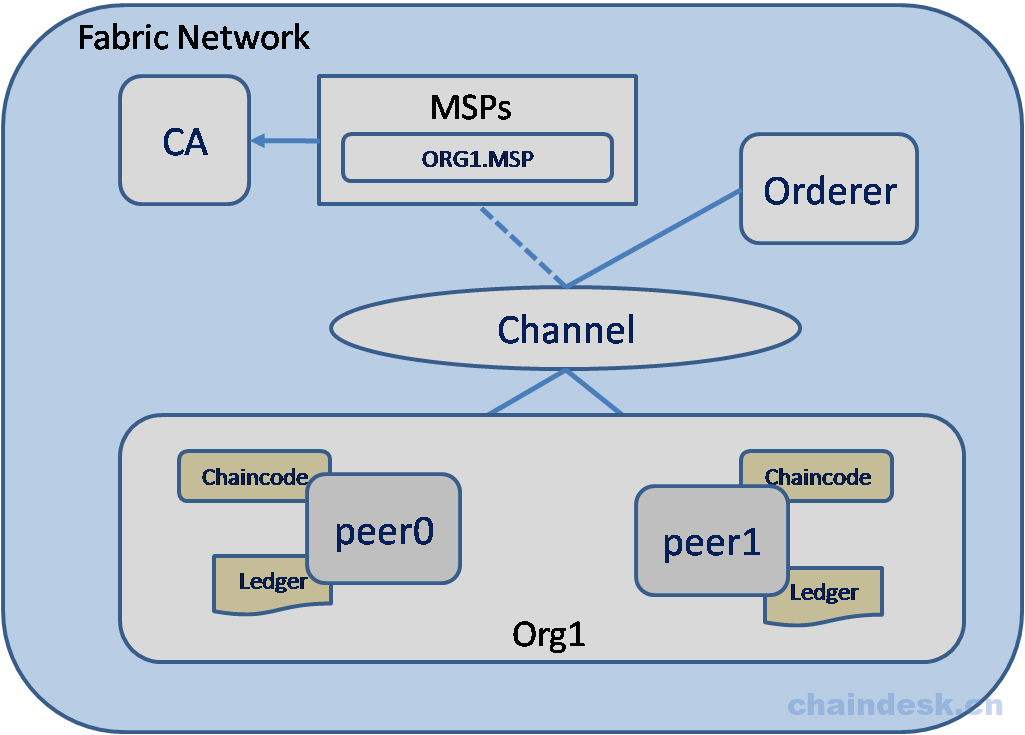 Fabric Network
CA
MSPs
ORG1.MSP
Orderer
Channel
Chaincode
peer0
Ledger
Chaincode
peer1
Ledger
Org1
chaindesk.cn